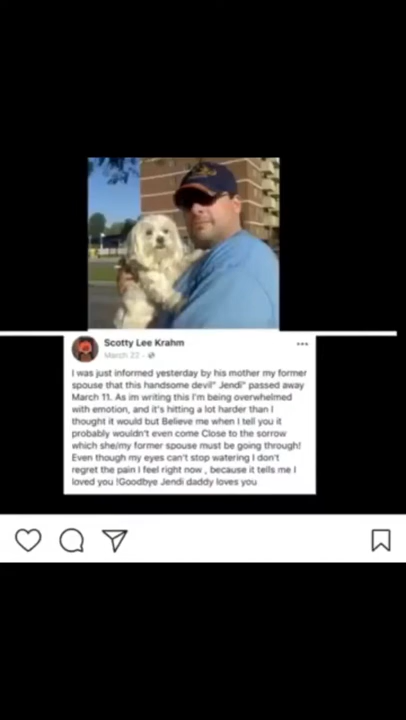 Scotty Lee Krahm
March 22
I was just informed yesterday by his mother my former
spouse that this handsome devil" Jendi" passed away
March 11. As im writing this I'm being overwhelmed
with emotion, and it's hitting a lot harder than I
thought it would but Believe me when I tell you it
probably wouldn't even come Close to the sorrow
which she/my former spouse must be going through!
Even though my eyes can't stop watering I don't
regret the pain I feel right now , because it tells me I
loved you !Goodbye Jendi daddy loves you